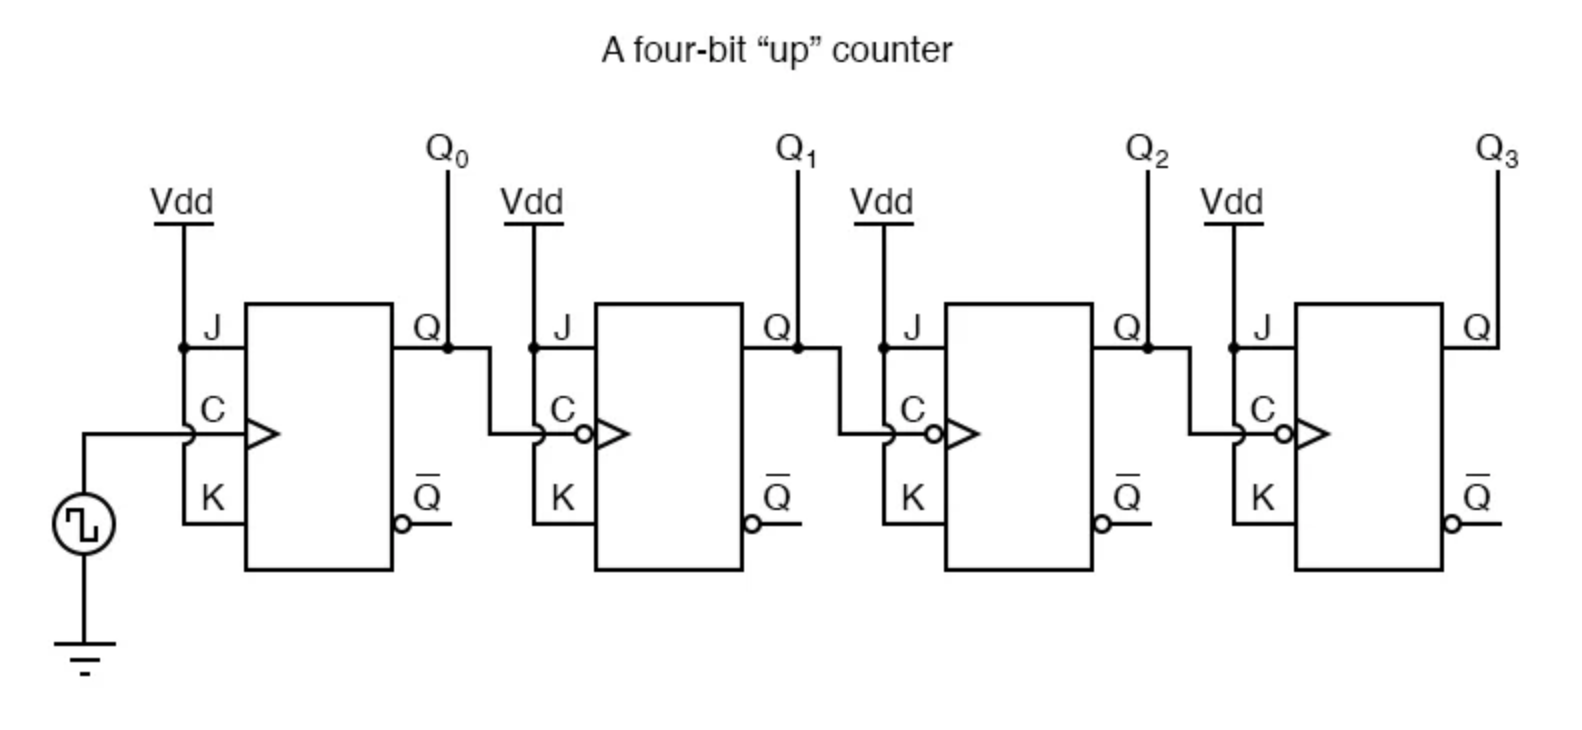 A four-bit “up” counter
Q0 Q1 Q2 Q3
Vdd Vdd Vdd Vdd
J Q J Q J Q J Q
C C C C
K Q̅ K Q̅ K Q̅ K Q̅